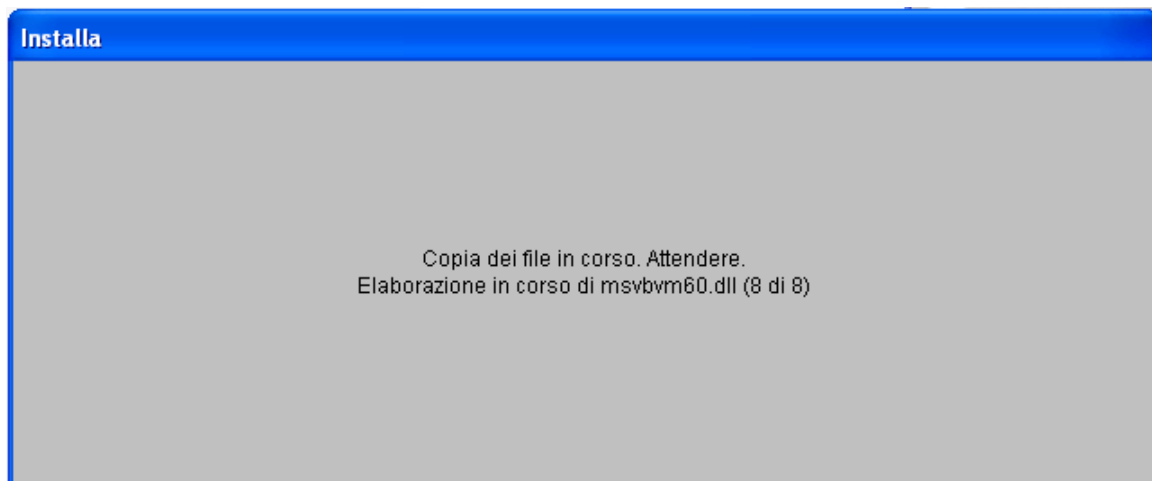 Installa
Copia dei file in corso. Attendere.
Elaborazione in corso di msvbvm60.dll (8 di 8)